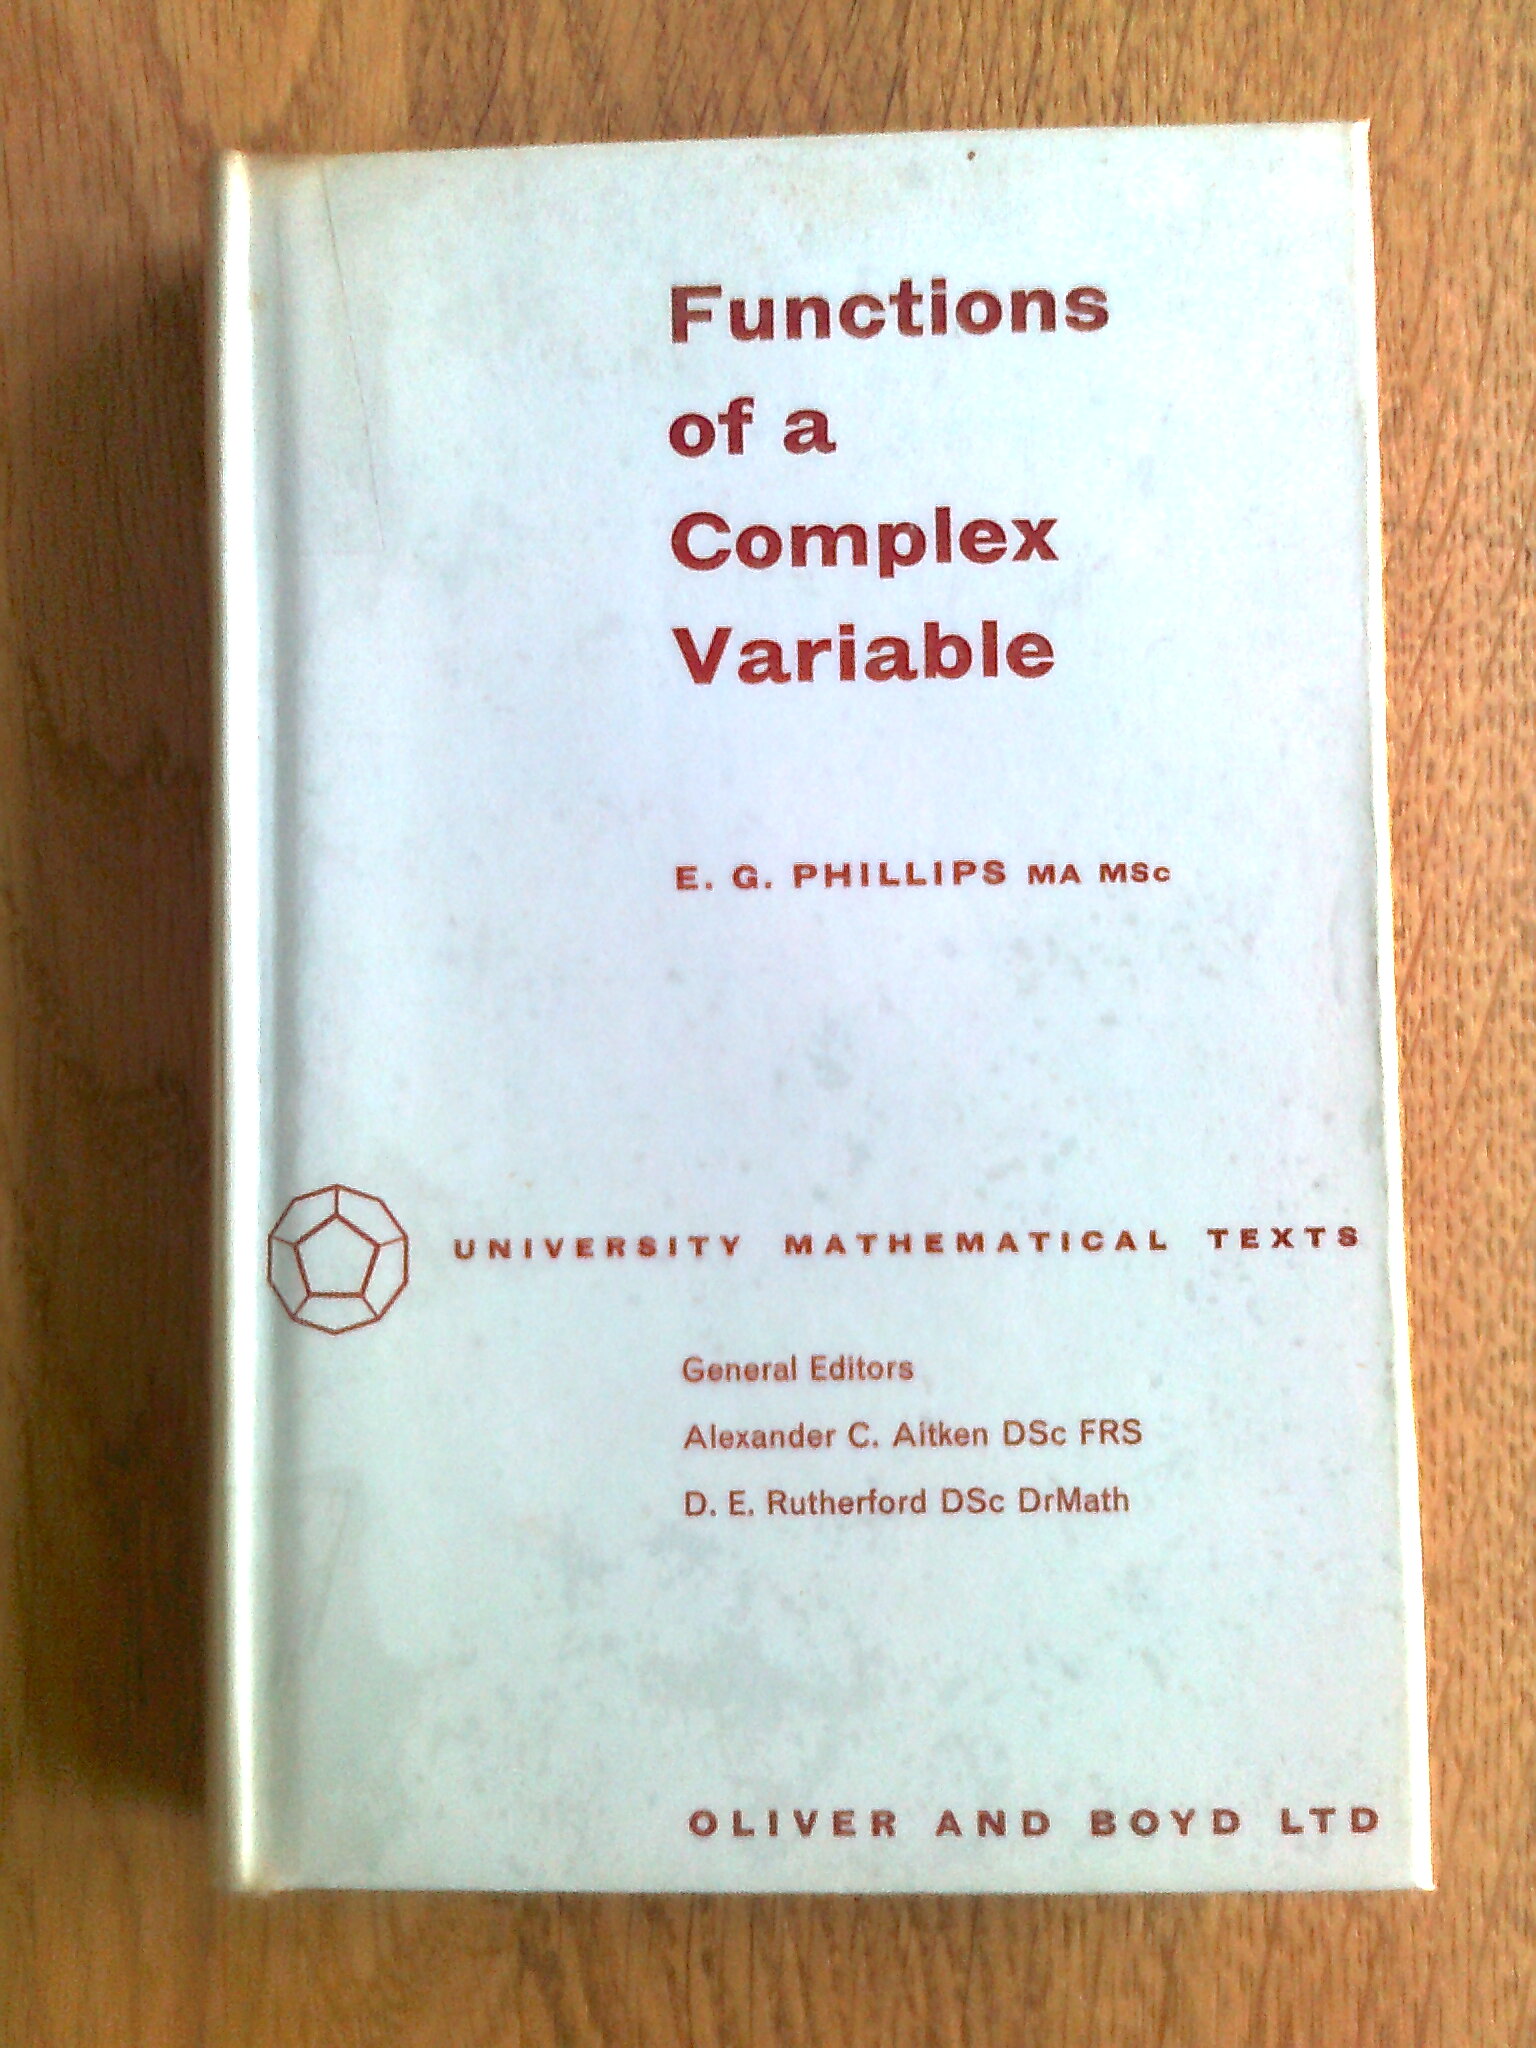 Functions
of a
Complex
Variable
E. G. PHILLIPS MA MSc
UNIVERSITY MATHEMATICAL TEXTS
General Editors
Alexander C. Aitken DSc FRS
D. E. Rutherford DSc DrMath
OLIVER AND BOYD LTD